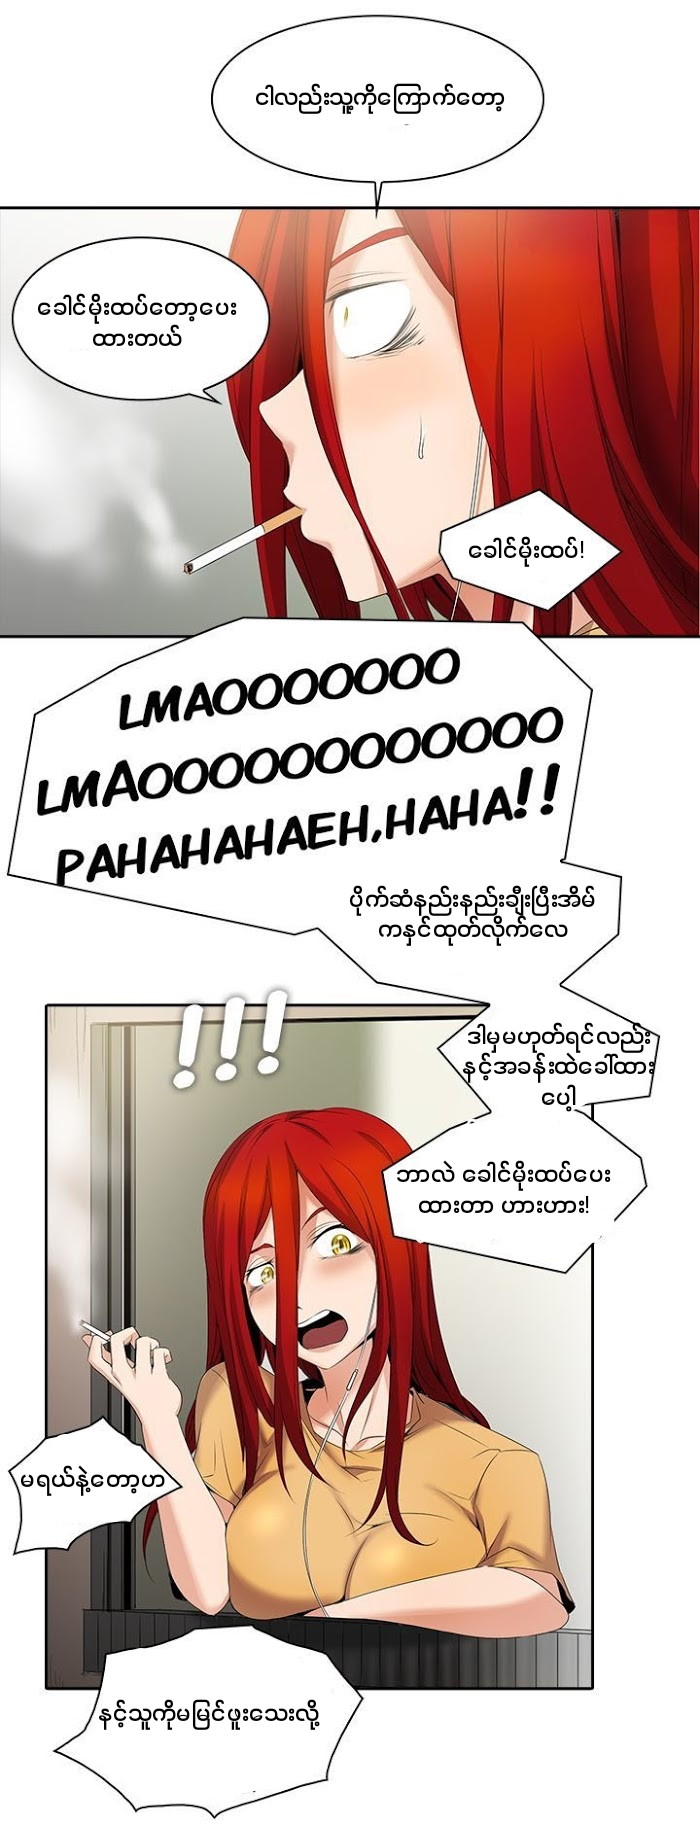 ငါလည်းသူ့ကိုကြောက်တော့
ခေါင်မိုးထပ်တော့ပေး
ထားတယ်
ခေါင်မိုးထပ်!
LMAOOOOOOO
LMAOOOOOOOOOOOOO
PAHAHAHAEH,HAHA!!
ပိုက်ဆံနည်းနည်းချီးပြီးအိမ်
ကနှင်ထုတ်လိုက်လေ
!!!
ဒါမှမဟုတ်ရင်လည်း
နင့်အခန်းထဲခေါ်ထား
ပေါ့
ဘာလဲ ခေါင်မိုးထပ်ပေး
ထားတာ ဟားဟား!
မရယ်နဲ့တော့ဟ
နင့်သူကိုမမြင်ဖူးသေးလို့